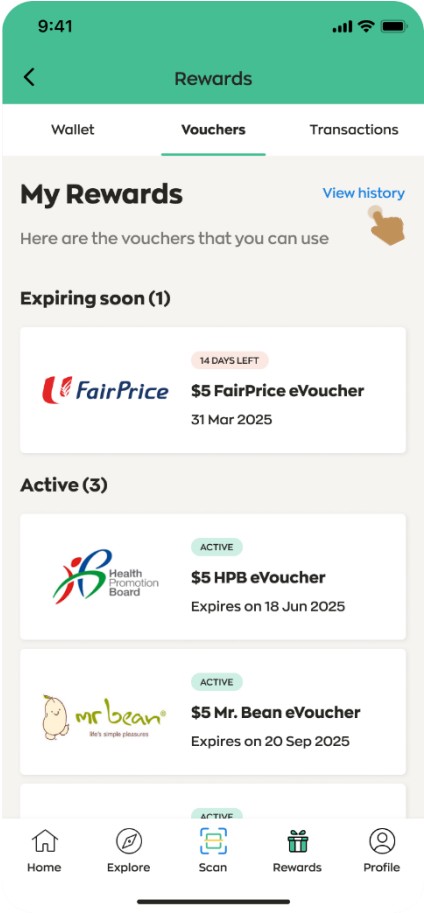 9:41
Rewards
Wallet Vouchers Transactions
My Rewards View history
Here are the vouchers that you can use
Expiring soon (1)
14 DAYS LEFT
FairPrice
$5 FairPrice eVoucher
31 Mar 2025
Active (3)
ACTIVE
Health
Promotion
Board
$5 HPB eVoucher
Expires on 18 Jun 2025
ACTIVE
mr bean®
life's simple pleasures
$5 Mr. Bean eVoucher
Expires on 20 Sep 2025
ACTIVE
Home Explore Scan Rewards Profile